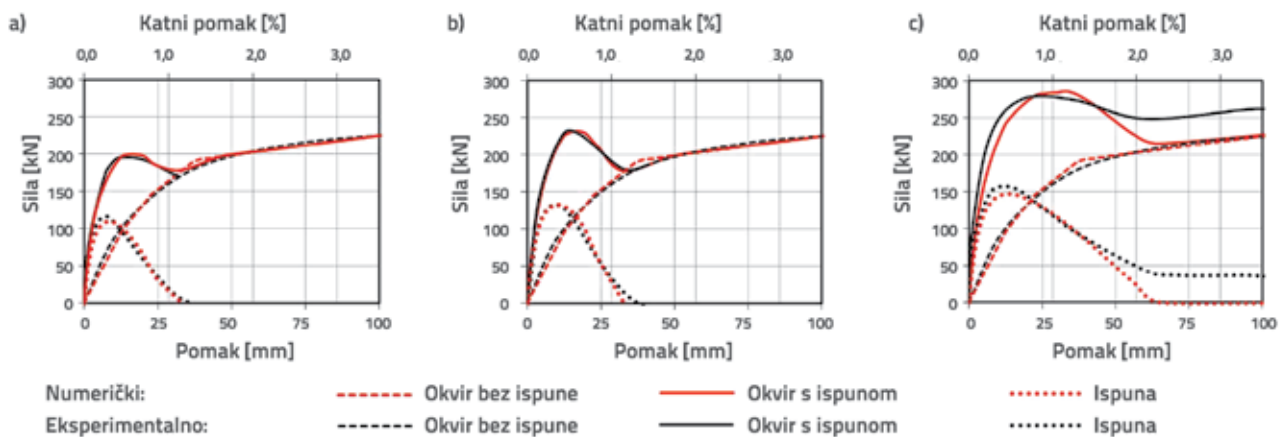 a) Katni pomak [%]
0,0 1,0 2,0 3,0
300
250
200
150
100
50
0
Sila [kN]
0 25 50 75 100
Pomak [mm]
b) Katni pomak [%]
0,0 1,0 2,0 3,0
300
250
200
150
100
50
0
Sila [kN]
0 25 50 75 100
Pomak [mm]
c) Katni pomak [%]
0,0 1,0 2,0 3,0
300
250
200
150
100
50
0
Sila [kN]
0 25 50 75 100
Pomak [mm]
Numerički: Okvir bez ispune Okvir s ispunom Ispuna
Eksperimentalno: Okvir bez ispune Okvir s ispunom Ispuna